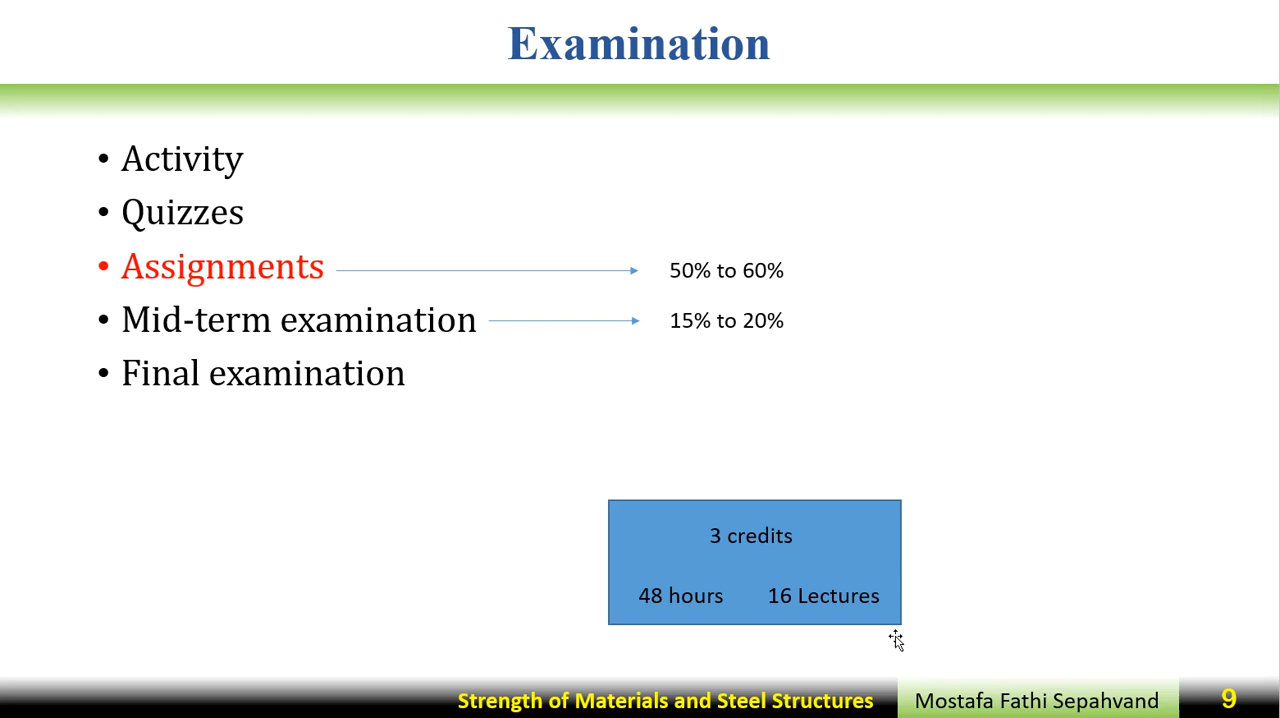 Examination
• Activity
• Quizzes
• Assignments 50% to 60%
• Mid-term examination 15% to 20%
• Final examination
3 credits
48 hours 16 Lectures
Strength of Materials and Steel Structures Mostafa Fathi Sepahvand 9